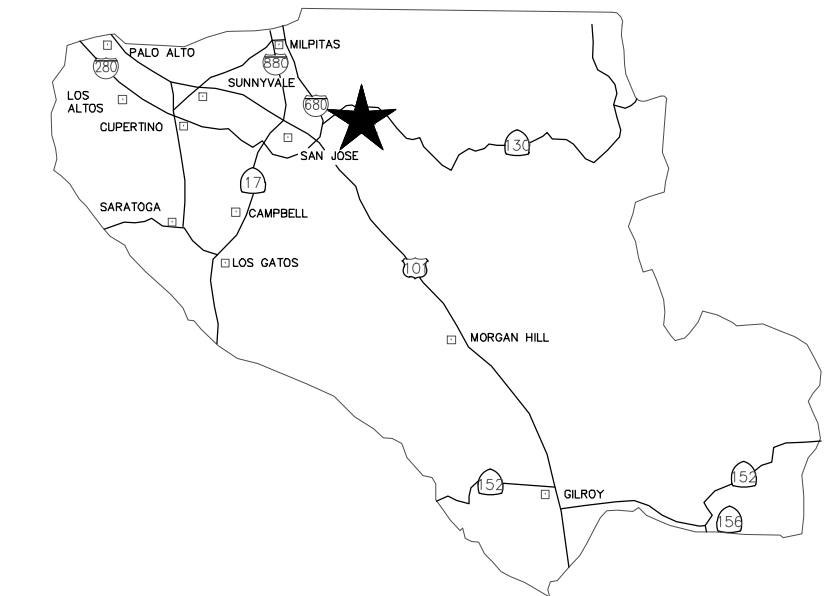 PALO ALTO
MILPITAS
280
880
SUNNYVALE
LOS
ALTOS
680
CUPERTINO
130
SAN JOSE
17
SARATOGA
CAMPBELL
LOS GATOS
101
MORGAN HILL
152
152
GILROY
156